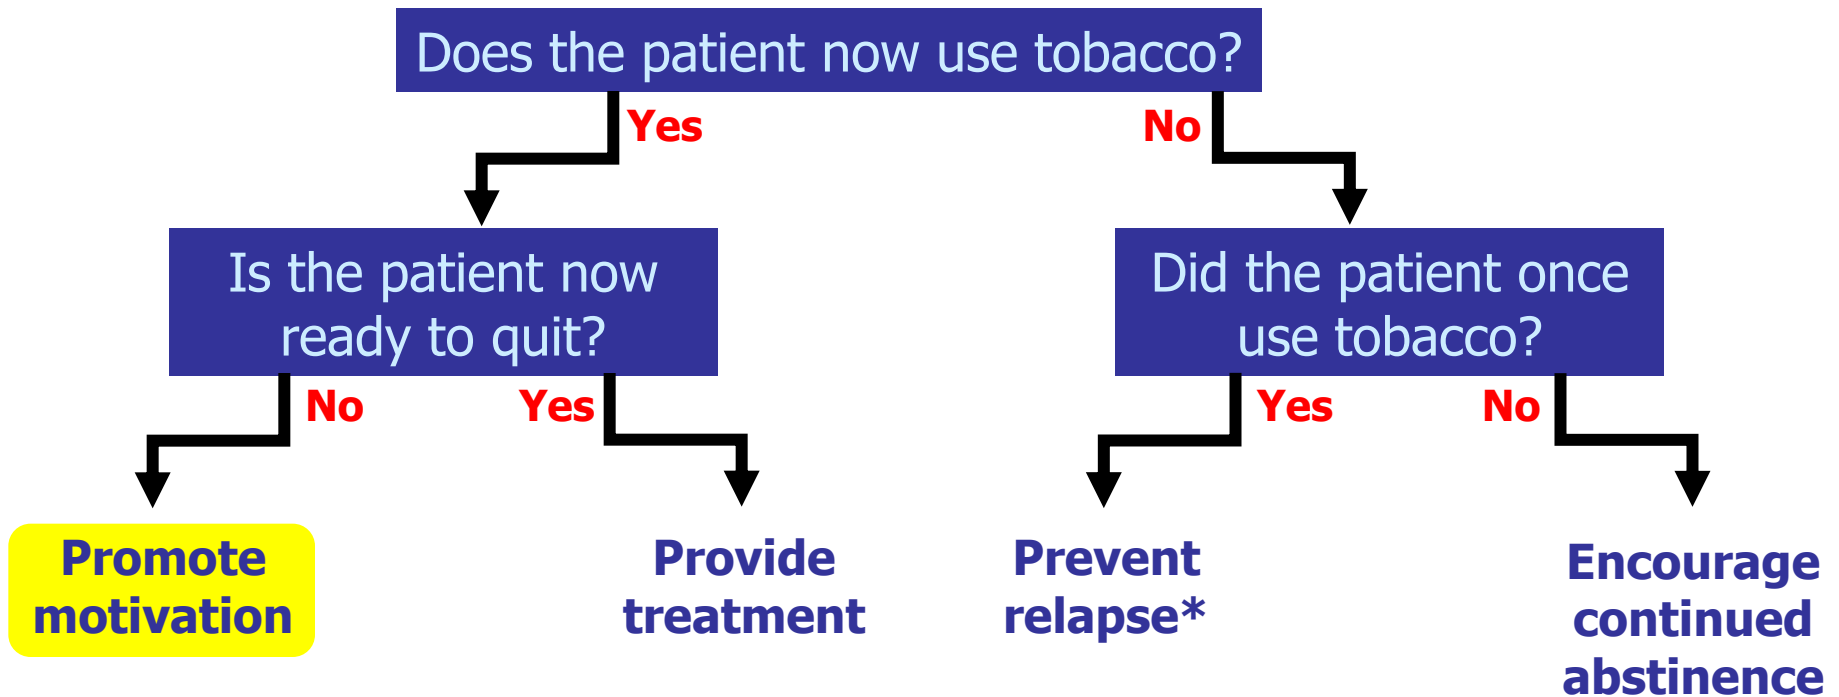 Does the patient now use tobacco?
Yes
No
Is the patient now
ready to quit?
Did the patient once
use tobacco?
No
Yes
Yes
No
Promote
motivation
Provide
treatment
Prevent
relapse*
Encourage
continued
abstinence